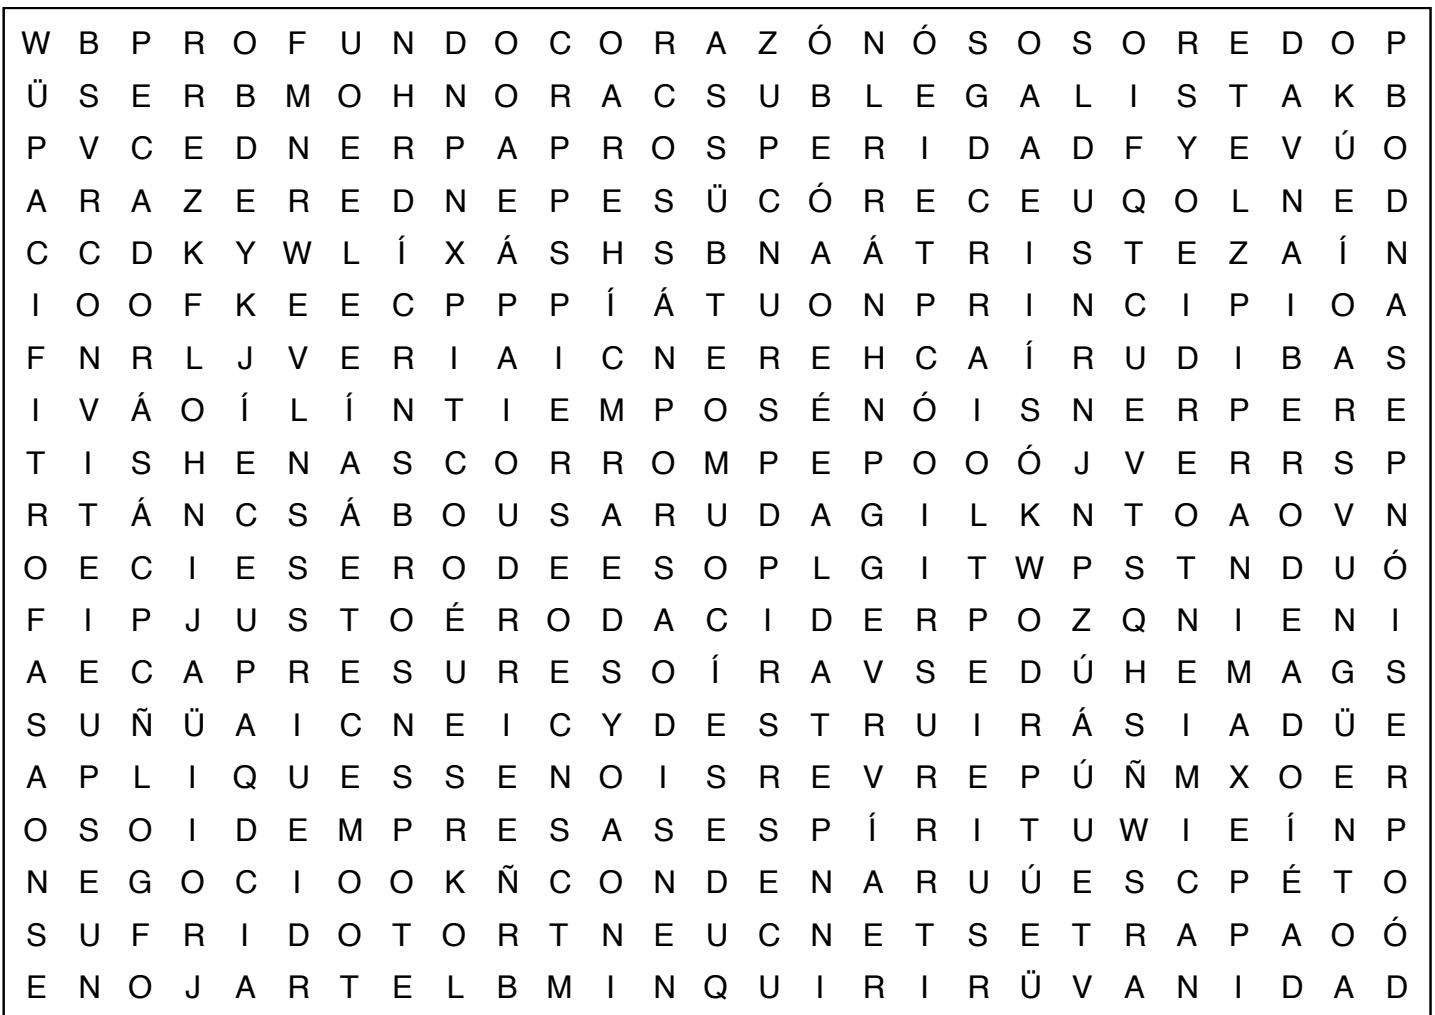 W B P R O F U N D O C O R A Z Ó N Ó S O S O R E D O P
Ü S E R B M O H N O R A C S U B L E G A L I S T A K B
P V C E D N E R P A P R O S P E R I D A D F Y E V Ú O
A R A Z E R E D N E P E S Ü C Ó R E C E U Q O L N E D
C C D K Y W L Í X Á S H S B N A Á T R I S T E Z A Í N
I O O F K E E C P P P Í Á T U O N P R I N C I P I O A
F N R L J V E R I A I C N E R E H C A Í R U D I B A S
I V Á O Í L Í N T I E M P O S É N Ó I S N E R P E R E
T I S H E N A S C O R R O M P E P O O Ó J V E R R S P
R T Á N C S Á B O U S A R U D A G I L K N T O A O V N
O E C I E S E R O D E E S O P L G I T W P S T N D U Ó
F I P J U S T O É R O D A C I D E R P O Z Q N I E N I
A E C A P R E S U R E S O Í R A V S E D Ú H E M A G S
S U Ñ Ü A I C N E I C Y D E S T R U I R Á S I A D Ü E
A P L I Q U E S S E N O I S R E V R E P Ú Ñ M X O E R
O S O I D E M P R E S A S E S P Í R I T U W I E Í N P
N E G O C I O O K Ñ C O N D E N A R U Ú E S C P É T O
S U F R I D O T O R T N E U C N E T S E T R A P A O Ó
E N O J A R T E L B M I N Q U I R I R Ü V A N I D A D